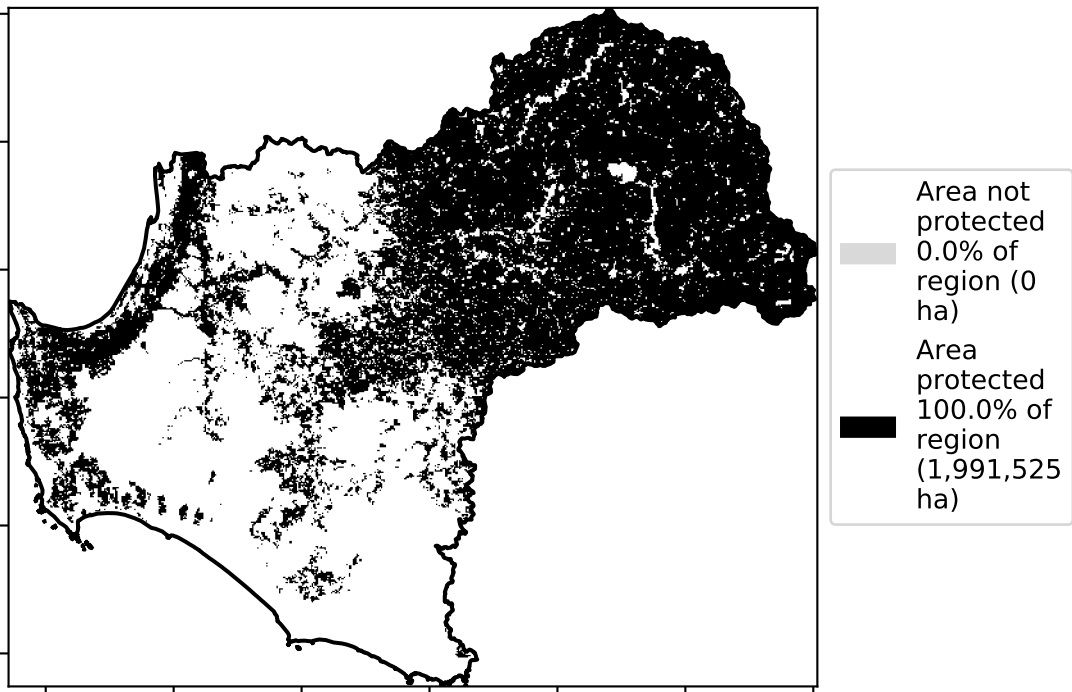 Area not
protected
0.0% of
region (0
ha)
Area
protected
100.0% of
region
(1,991,525
ha)